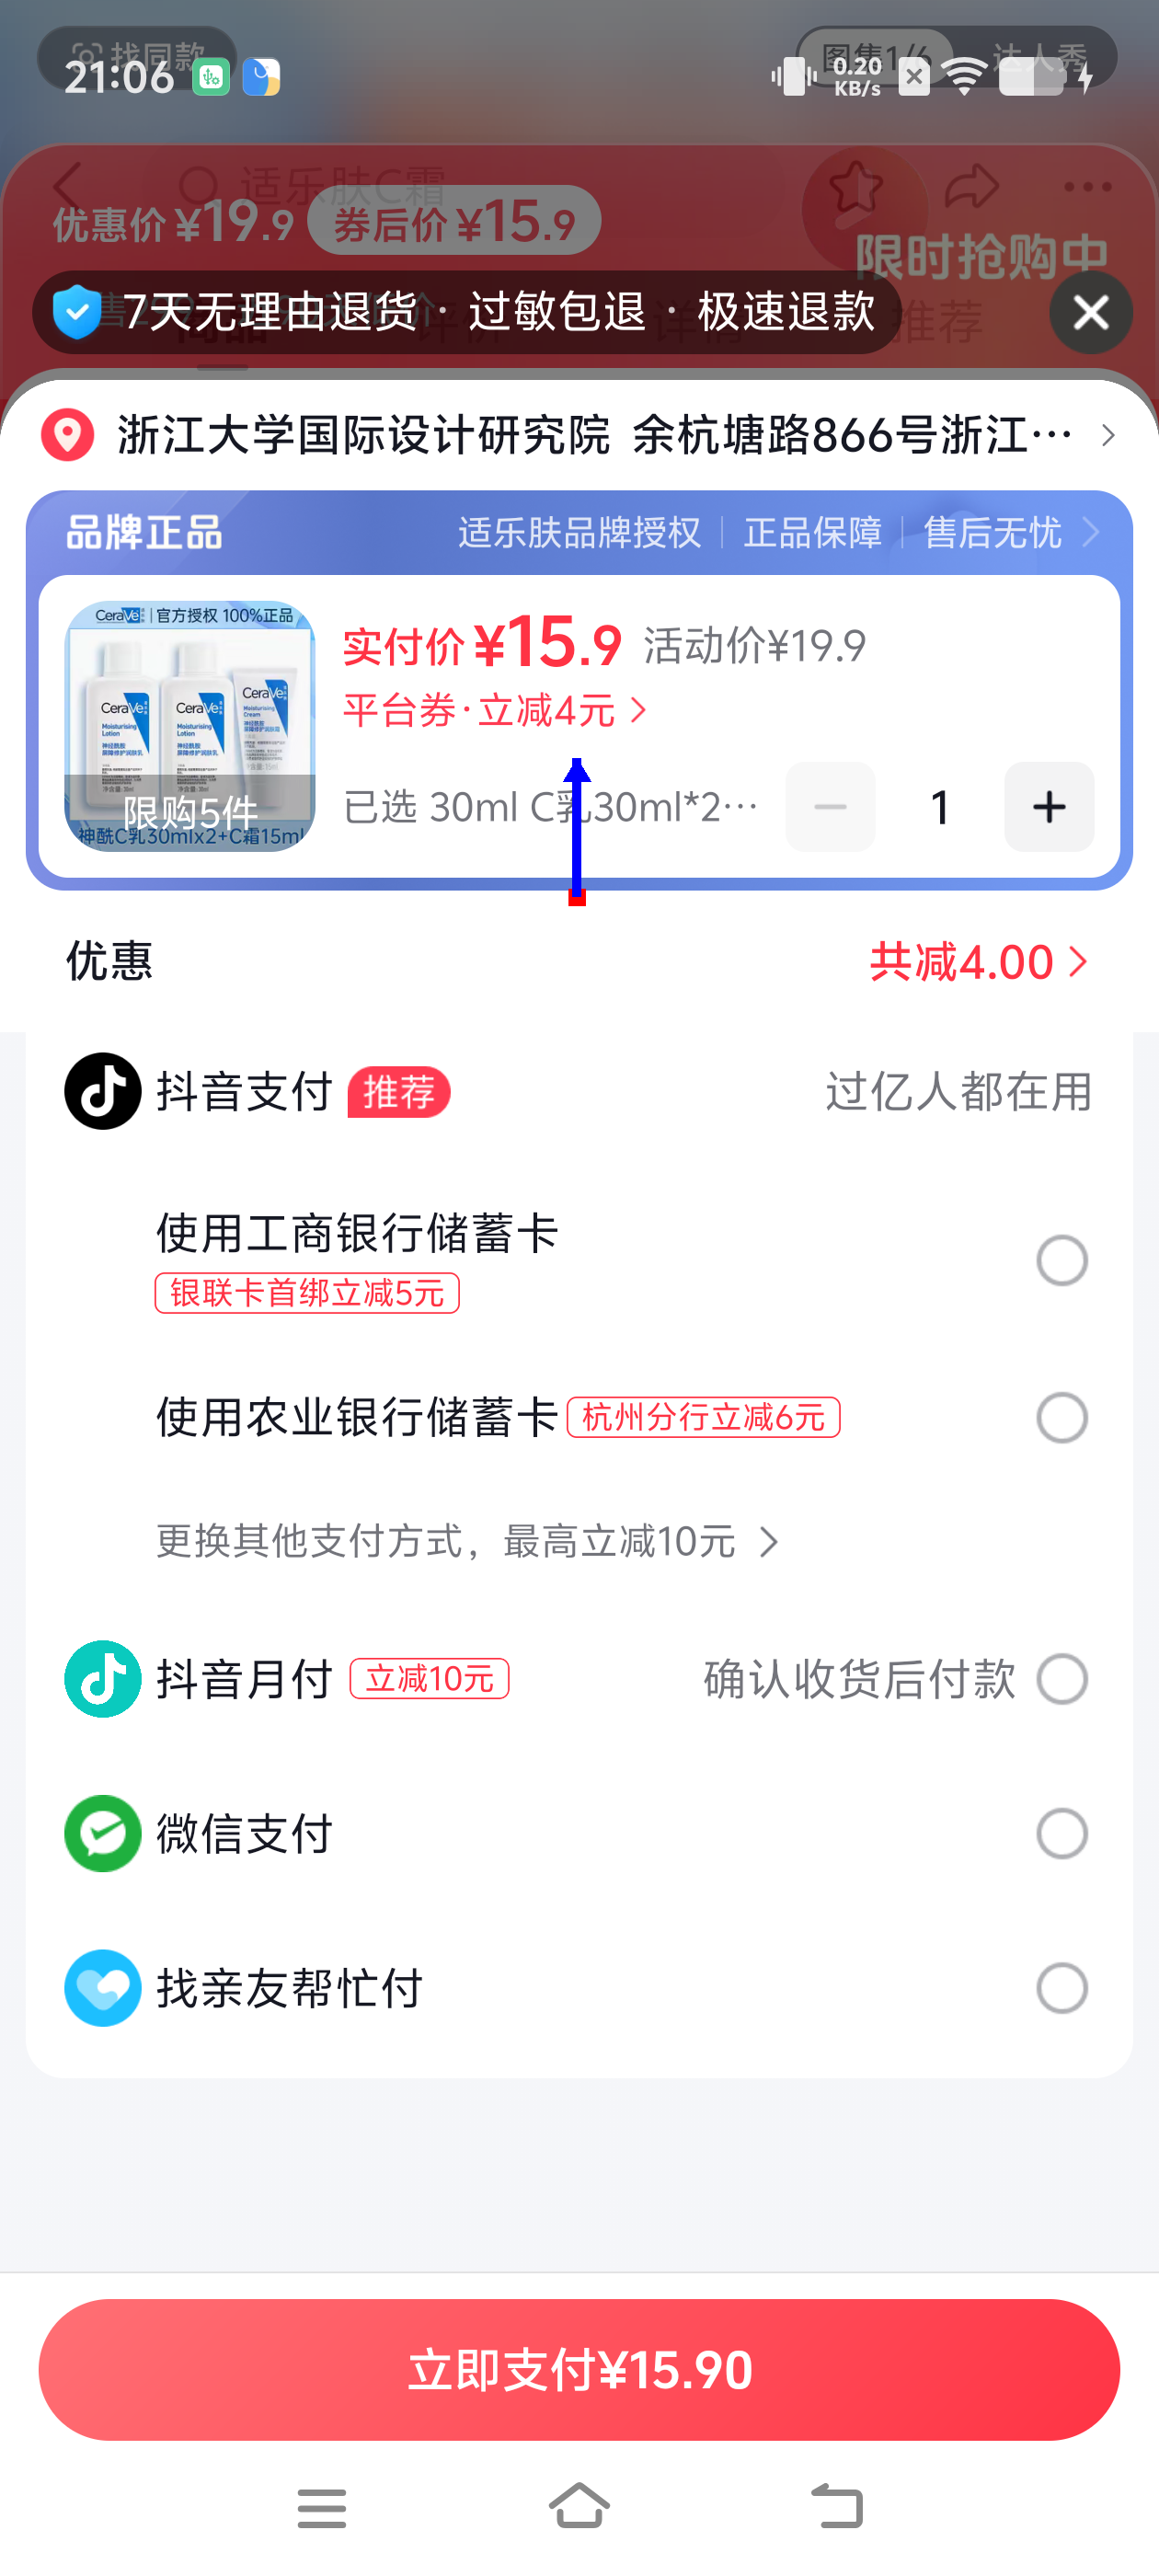 找同款
图集1/6
达人秀
21:06
0.20
KB/s
适乐肤C霜
优惠价 ¥19.9 券后价 ¥15.9
限时抢购中
7天无理由退货 · 过敏包退 · 极速退款
推荐
浙江大学国际设计研究院 余杭塘路866号浙江…
品牌正品
适乐肤品牌授权 | 正品保障 | 售后无忧
CeraVe 官方授权 100%正品
实付价 ¥15.9 活动价¥19.9
平台券·立减4元
CeraVe
Moisturising
Lotion
CeraVe
Moisturising
Lotion
CeraVe
Moisturising
Cream
限购5件
神酰C乳30mlx2+C霜15ml
已选 30ml C乳30ml*2…
1
优惠
共减4.00
抖音支付 推荐
过亿人都在用
使用工商银行储蓄卡
银联卡首绑立减5元
使用农业银行储蓄卡 杭州分行立减6元
更换其他支付方式，最高立减10元
抖音月付 立减10元
确认收货后付款
微信支付
找亲友帮忙付
立即支付¥15.90